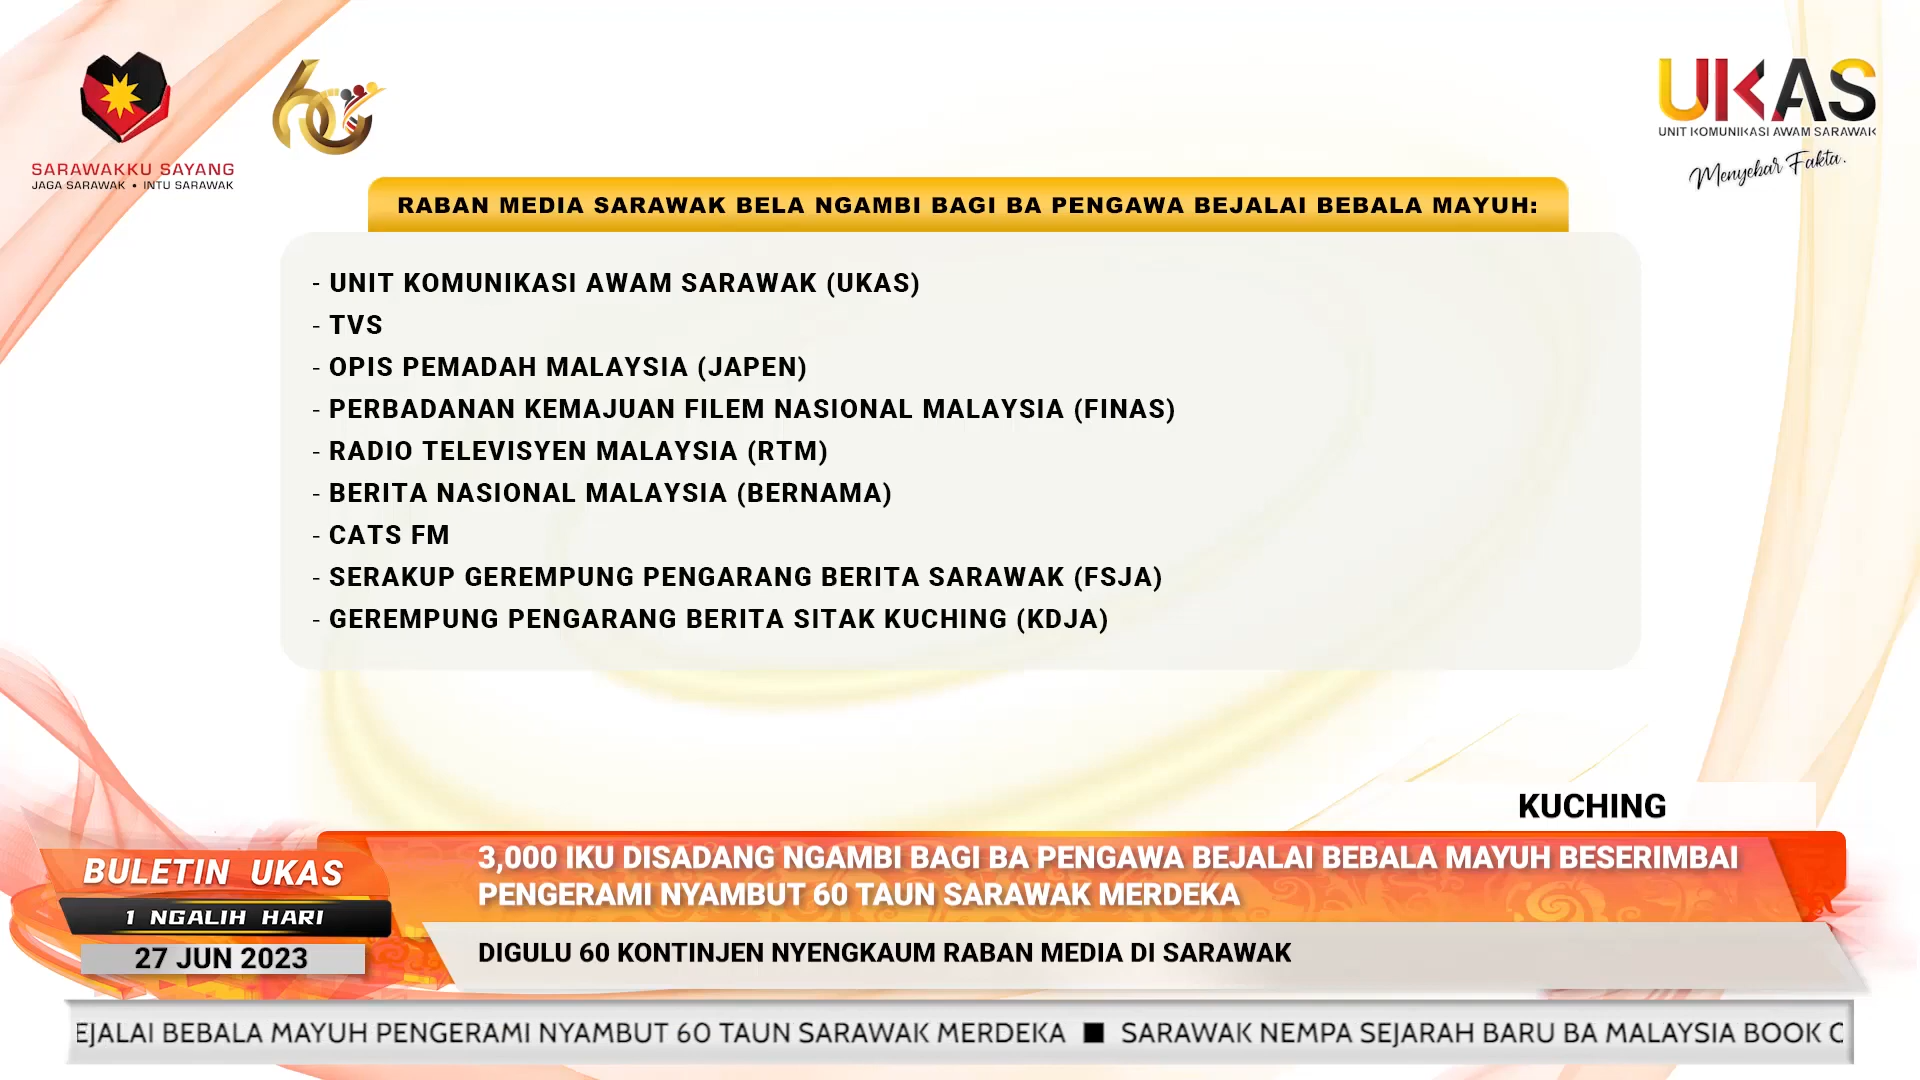 SARAWAKKU SAYANG
JAGA SARAWAK • INTU SARAWAK
60
UKAS
UNIT KOMUNIKASI AWAM SARAWAK
Menyebar Fakta.
RABAN MEDIA SARAWAK BELA NGAMBI BAGI BA PENGAWA BEJALAI BEBALA MAYUH:
- UNIT KOMUNIKASI AWAM SARAWAK (UKAS)
- TVS
- OPIS PEMADAH MALAYSIA (JAPEN)
- PERBADANAN KEMAJUAN FILEM NASIONAL MALAYSIA (FINAS)
- RADIO TELEVISYEN MALAYSIA (RTM)
- BERITA NASIONAL MALAYSIA (BERNAMA)
- CATS FM
- SERAKUP GEREMPUNG PENGARANG BERITA SARAWAK (FSJA)
- GEREMPUNG PENGARANG BERITA SITAK KUCHING (KDJA)
KUCHING
BULETIN UKAS
1 NGALIH HARI
27 JUN 2023
3,000 IKU DISADANG NGAMBI BAGI BA PENGAWA BEJALAI BEBALA MAYUH BESERIMBAI
PENGERAMI NYAMBUT 60 TAUN SARAWAK MERDEKA
DIGULU 60 KONTINJEN NYENGKAUM RABAN MEDIA DI SARAWAK
EJALAI BEBALA MAYUH PENGERAMI NYAMBUT 60 TAUN SARAWAK MERDEKA ■ SARAWAK NEMPA SEJARAH BARU BA MALAYSIA BOOK